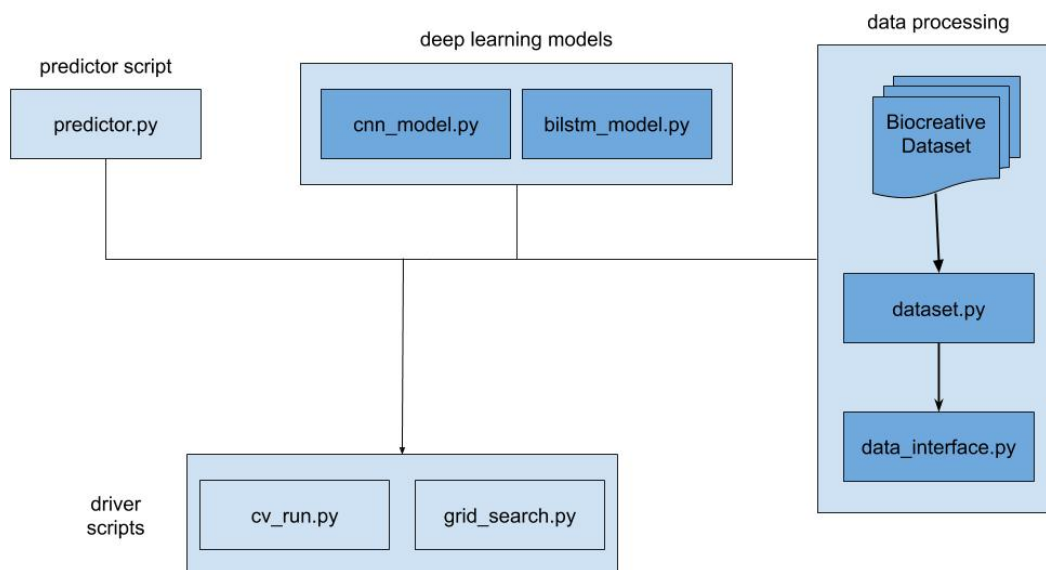 data processing
deep learning models
predictor script
predictor.py
cnn_model.py
bilstm_model.py
Biocreative
Dataset
dataset.py
data_interface.py
driver
scripts
cv_run.py
grid_search.py